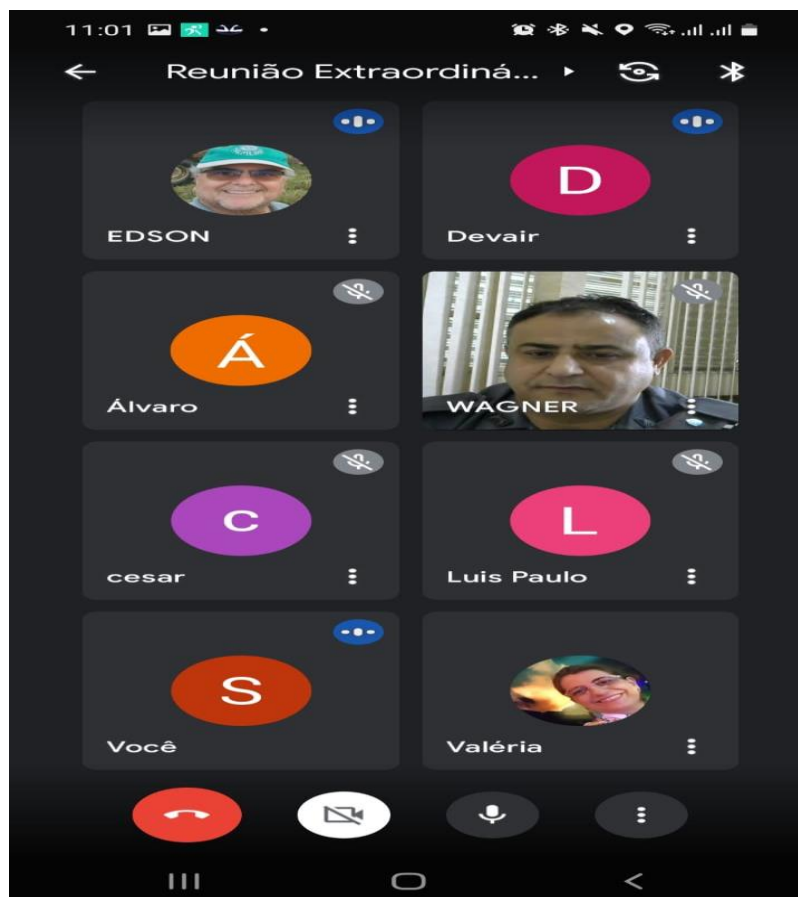 11:01
Reunião Extraordiná...
EDSON
D
Devair
Á
Álvaro
WAGNER
c
cesar
L
Luis Paulo
S
Você
Valéria